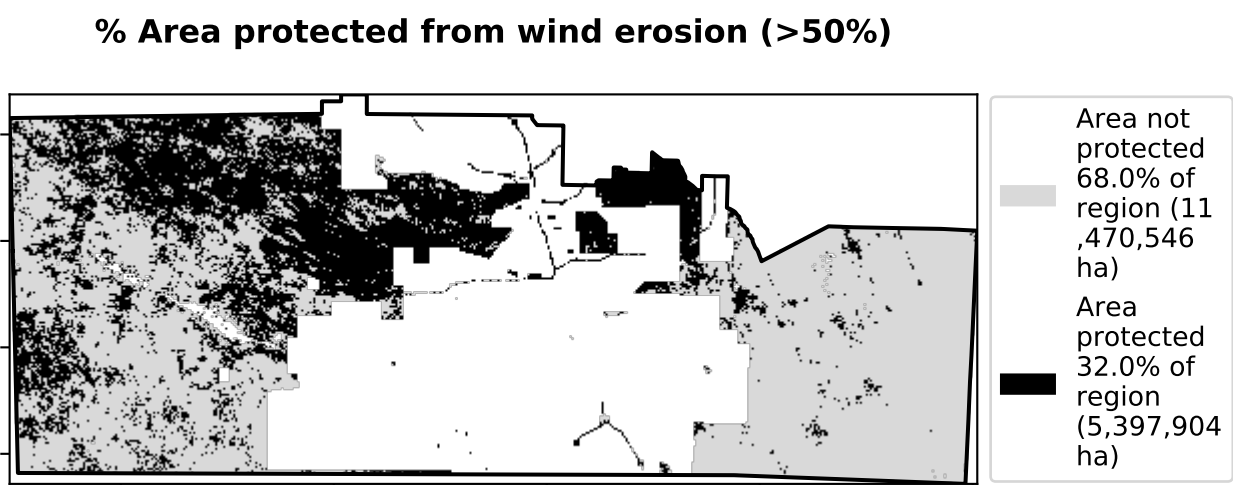 % Area protected from wind erosion (>50%)
Area not
protected
68.0% of
region (11
,470,546
ha)
Area
protected
32.0% of
region
(5,397,904
ha)